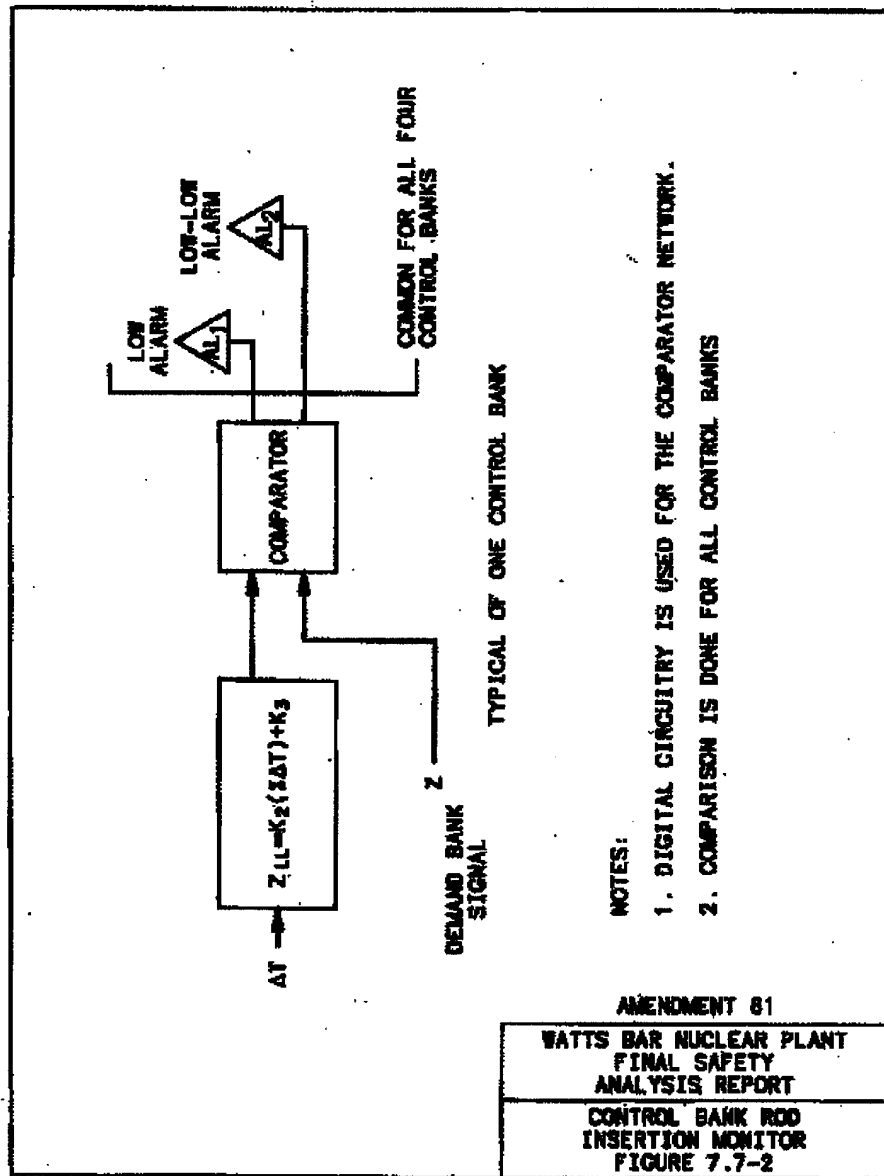 LOW
ALARM
AL1
LOW-LOW
ALARM
AL2
COMMON FOR ALL FOUR
CONTROL BANKS
ΔT
Z_LL=K2(%ΔT)+K3
COMPARATOR
DEMAND BANK
SIGNAL
Z
TYPICAL OF ONE CONTROL BANK
NOTES:
1. DIGITAL CIRCUITRY IS USED FOR THE COMPARATOR NETWORK.
2. COMPARISON IS DONE FOR ALL CONTROL BANKS
AMENDMENT 81
WATTS BAR NUCLEAR PLANT
FINAL SAFETY
ANALYSIS REPORT
CONTROL BANK ROD
INSERTION MONITOR
FIGURE 7.7-2